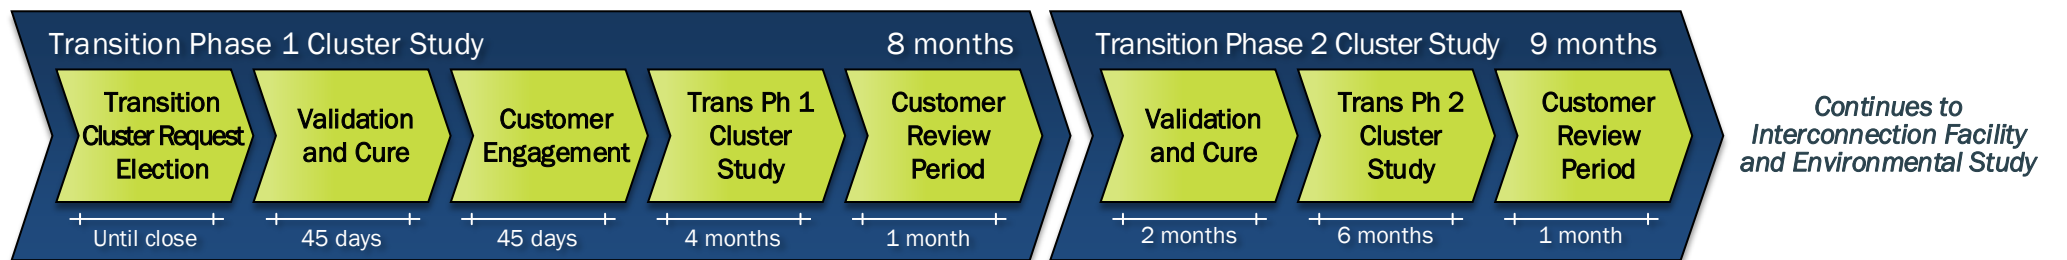 Transition Phase 1 Cluster Study
8 months
Transition
Cluster Request
Election
Until close
Validation
and Cure
45 days
Customer
Engagement
45 days
Trans Ph 1
Cluster
Study
4 months
Customer
Review
Period
1 month
Transition Phase 2 Cluster Study
9 months
Validation
and Cure
2 months
Trans Ph 2
Cluster
Study
6 months
Customer
Review
Period
1 month
Continues to
Interconnection Facility
and Environmental Study